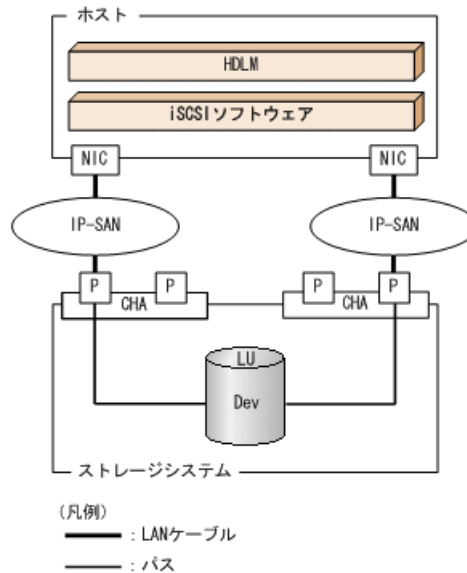 ホスト
HDLM
iSCSIソフトウェア
NIC NIC
IP-SAN IP-SAN
P P P P
CHA CHA
LU
Dev
ストレージシステム
(凡例)
：LANケーブル
：パス